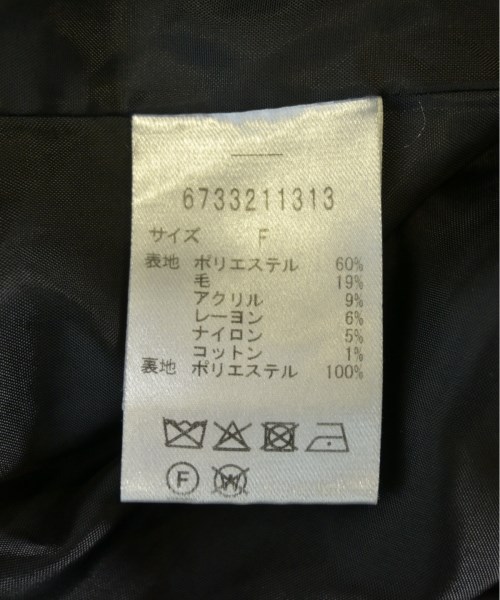 6733211313
サイズ F
表地 ポリエステル 60%
毛 19%
アクリル 9%
レーヨン 6%
ナイロン 5%
コットン 1%
裏地 ポリエステル 100%
F W